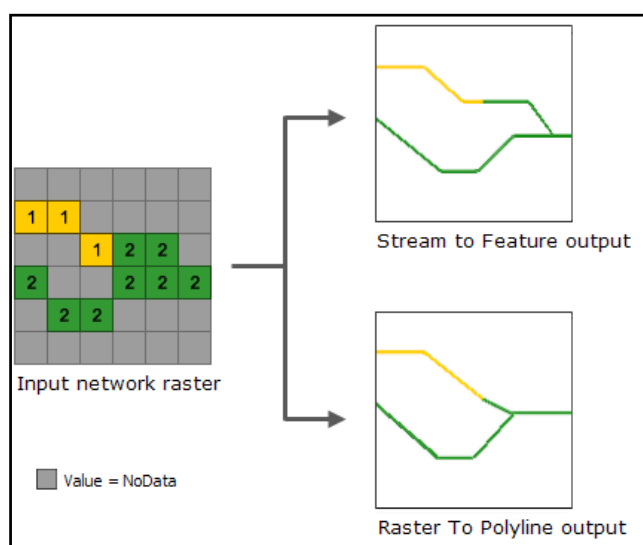 Stream to Feature output
1 1
1 2 2
2 2 2 2
2 2
Input network raster
Value = NoData
Raster To Polyline output